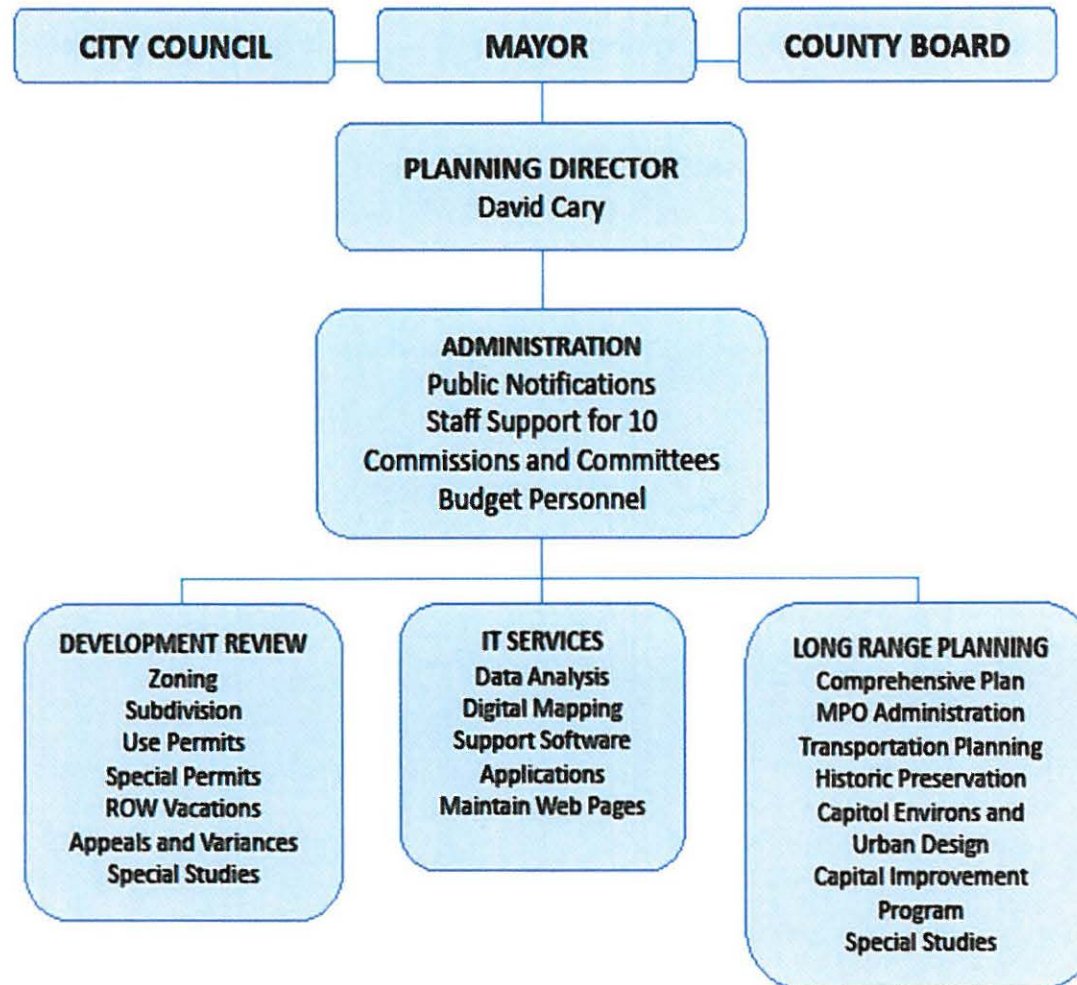 CITY COUNCIL
MAYOR
COUNTY BOARD
PLANNING DIRECTOR
David Cary
ADMINISTRATION
Public Notifications
Staff Support for 10
Commissions and Committees
Budget Personnel
DEVELOPMENT REVIEW
Zoning
Subdivision
Use Permits
Special Permits
ROW Vacations
Appeals and Variances
Special Studies
IT SERVICES
Data Analysis
Digital Mapping
Support Software
Applications
Maintain Web Pages
LONG RANGE PLANNING
Comprehensive Plan
MPO Administration
Transportation Planning
Historic Preservation
Capitol Environs and
Urban Design
Capital Improvement
Program
Special Studies